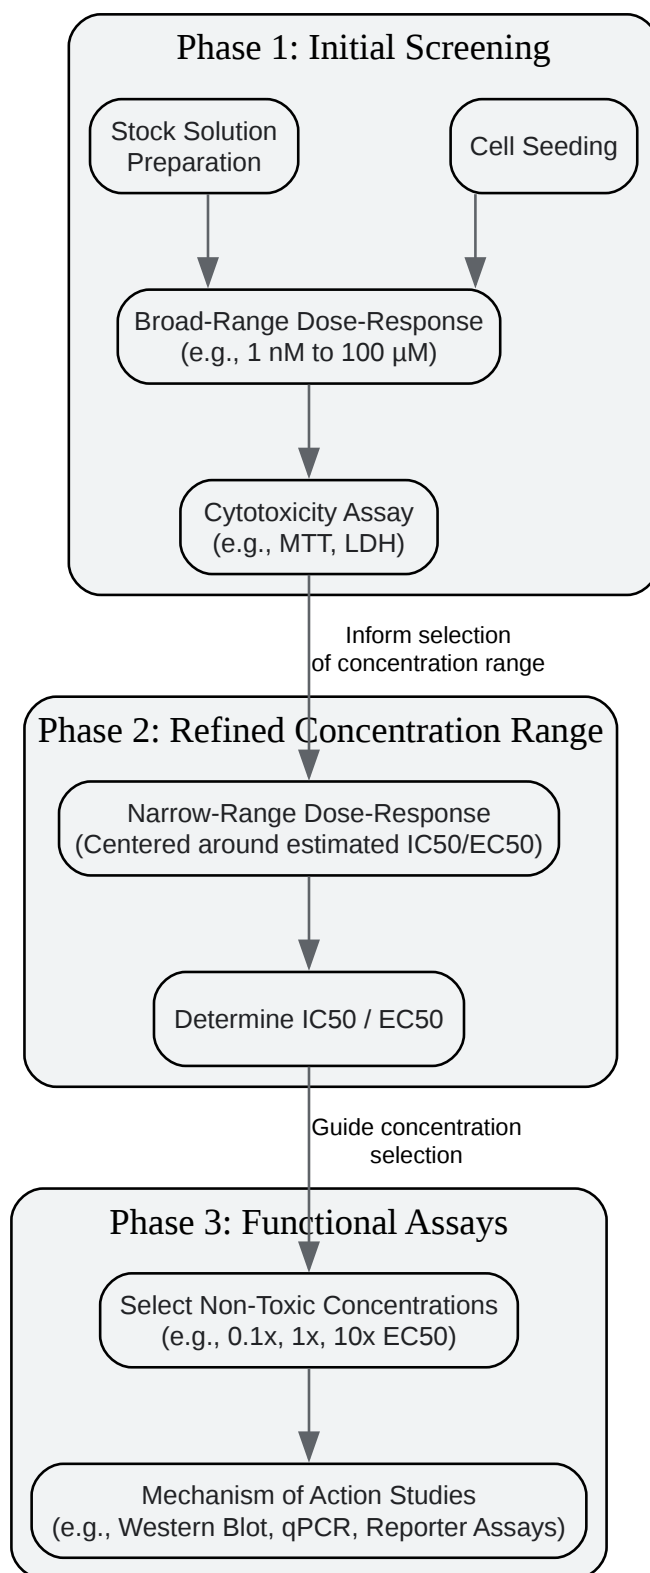 Phase 1: Initial Screening
Stock Solution
Preparation
Cell Seeding
Broad-Range Dose-Response
(e.g., 1 nM to 100 µM)
Cytotoxicity Assay
(e.g., MTT, LDH)
Inform selection
of concentration range
Phase 2: Refined Concentration Range
Narrow-Range Dose-Response
(Centered around estimated IC50/EC50)
Determine IC50 / EC50
Guide concentration
selection
Phase 3: Functional Assays
Select Non-Toxic Concentrations
(e.g., 0.1x, 1x, 10x EC50)
Mechanism of Action Studies
(e.g., Western Blot, qPCR, Reporter Assays)